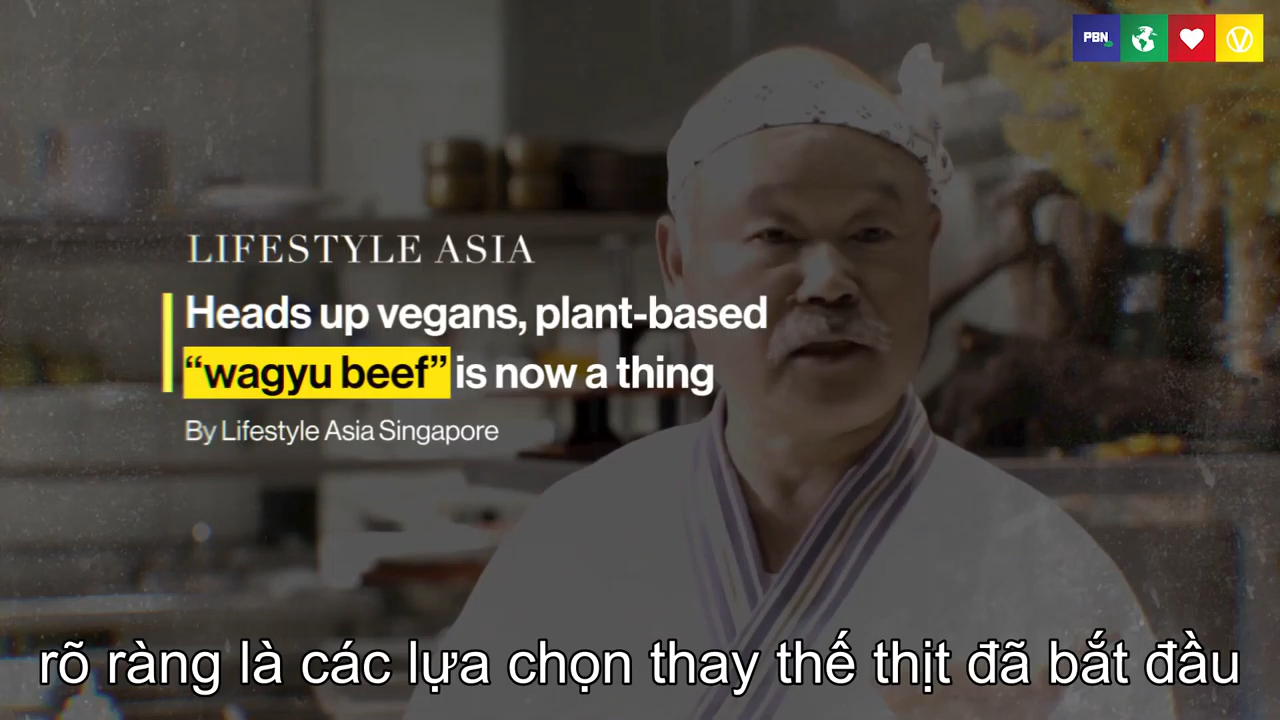 PBN
LIFESTYLE ASIA
Heads up vegans, plant-based
“wagyu beef” is now a thing
By Lifestyle Asia Singapore
rõ ràng là các lựa chọn thay thế thịt đã bắt đầu